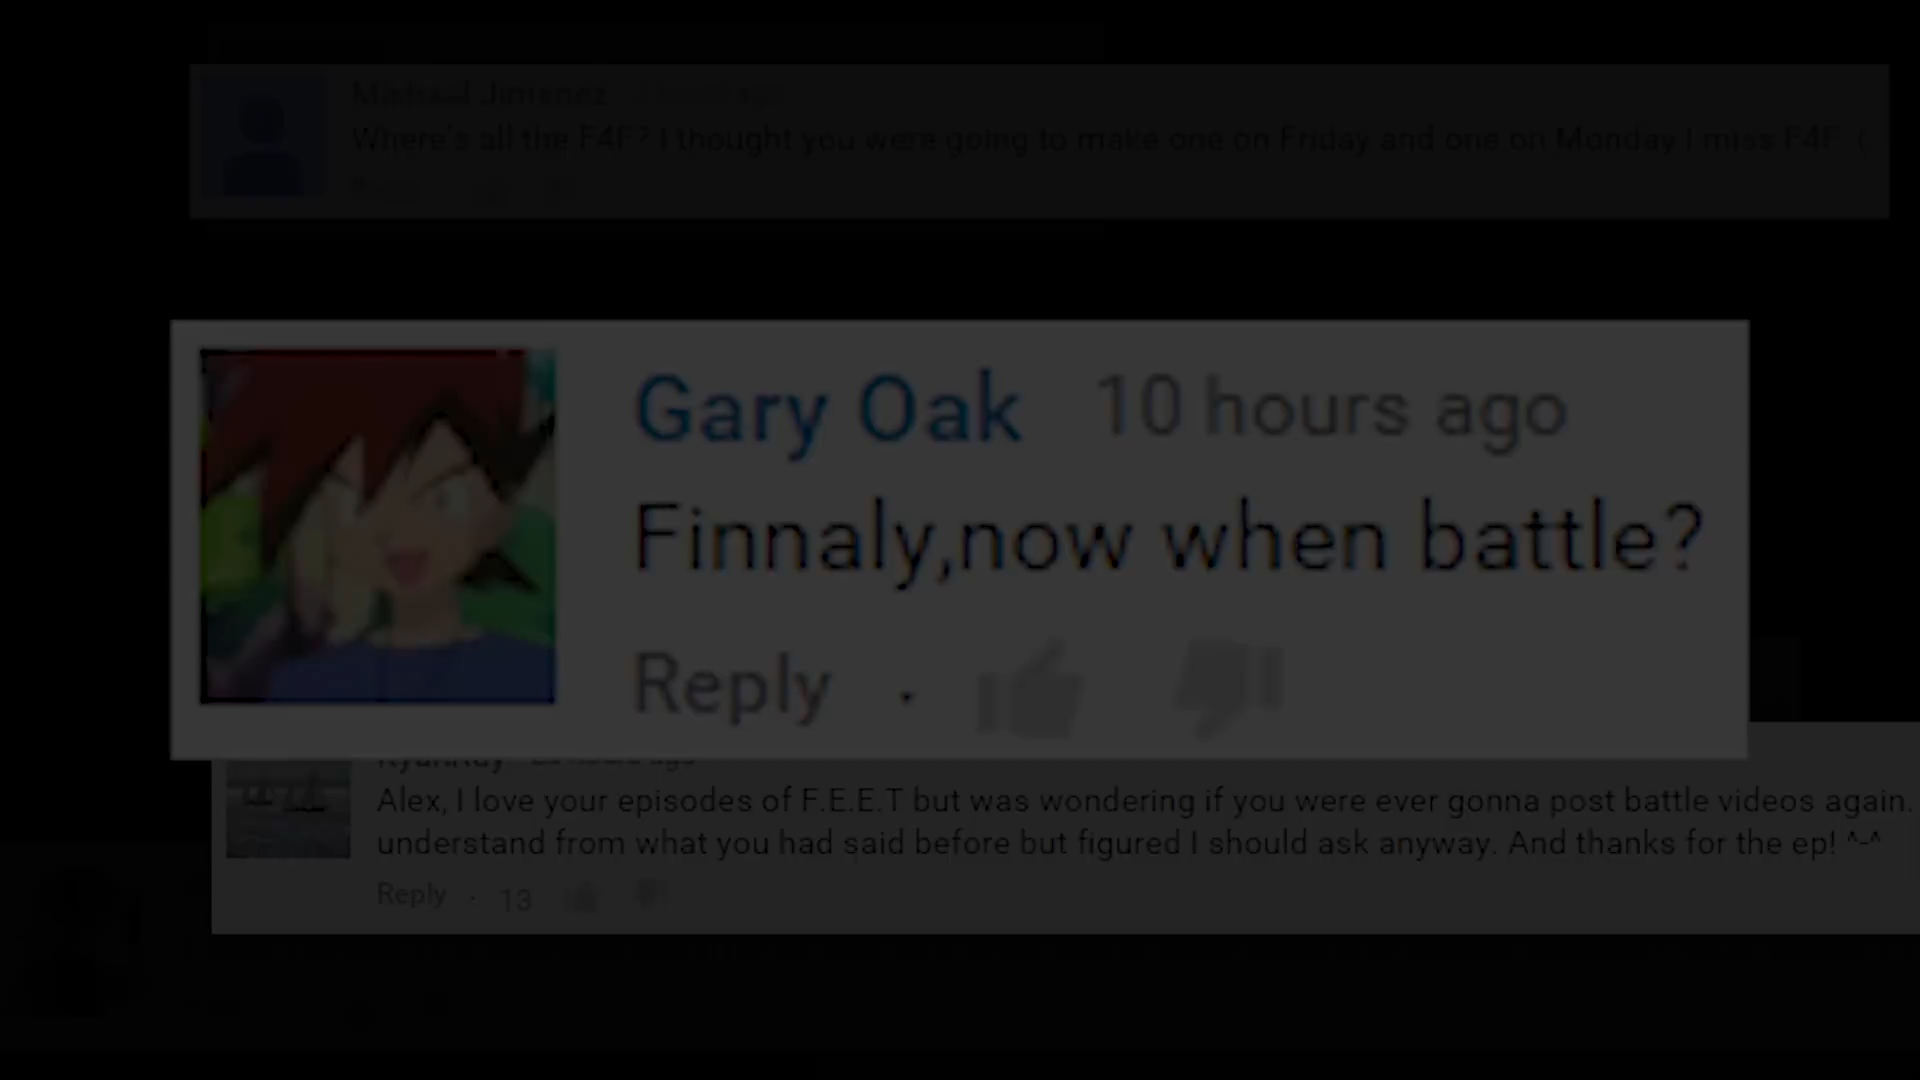 Michael Jimenez
Where's all the F4F? I thought you were going to make one on Friday and one on Monday I miss F4F :(
Gary Oak 10 hours ago
Finnaly,now when battle?
Reply ·
Alex, I love your episodes of F.E.E.T but was wondering if you were ever gonna post battle videos again.
understand from what you had said before but figured I should ask anyway. And thanks for the ep! ^-^
Reply · 13